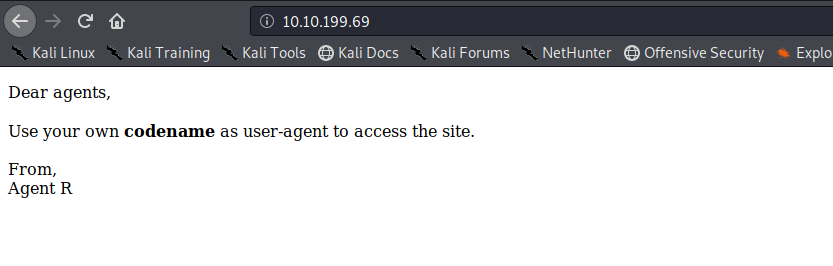 10.10.199.69
Kali Linux Kali Training Kali Tools Kali Docs Kali Forums NetHunter Offensive Security Explo
Dear agents,
Use your own codename as user-agent to access the site.
From,
Agent R